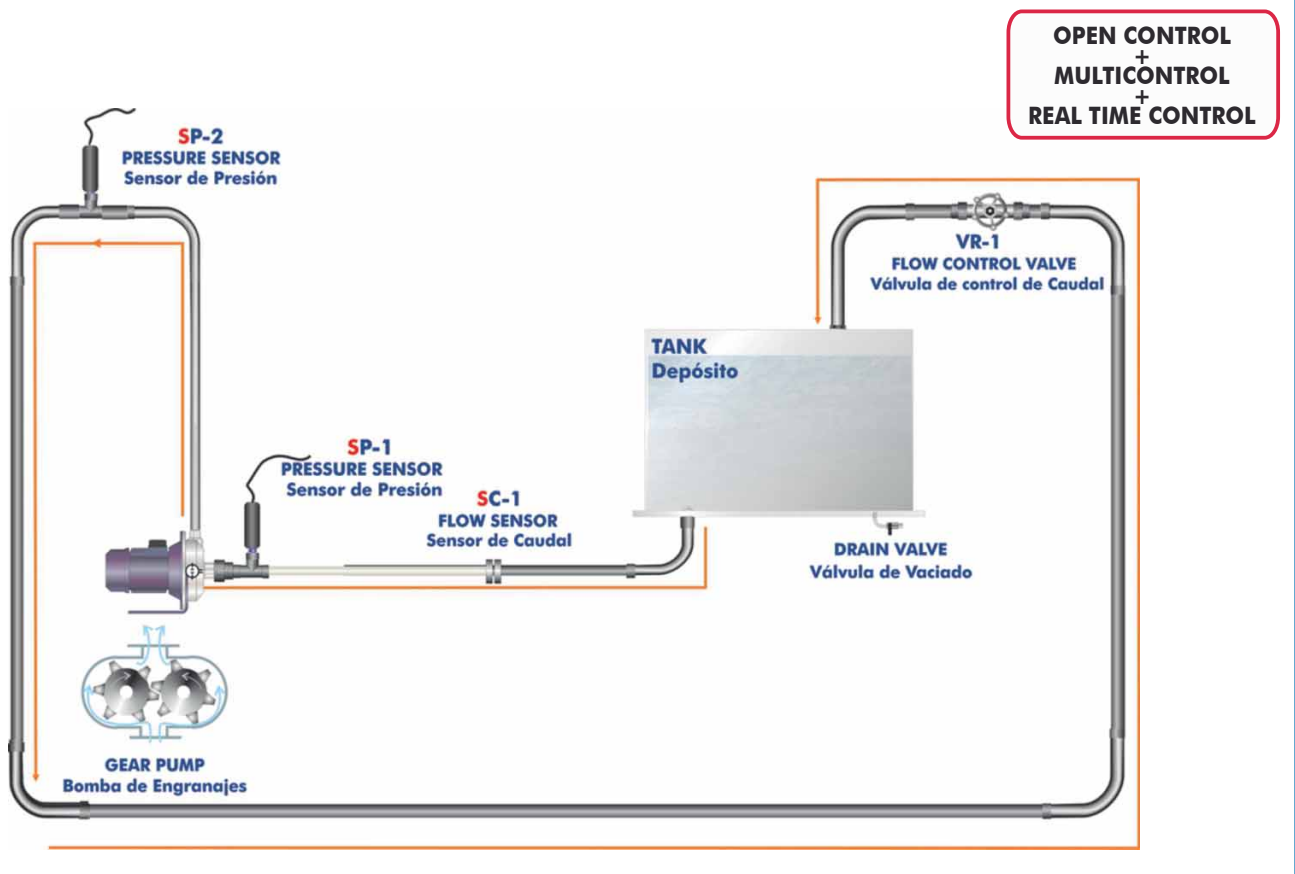 OPEN CONTROL
+
MULTICONTROL
+
REAL TIME CONTROL
SP-2
PRESSURE SENSOR
Sensor de Presión
VR-1
FLOW CONTROL VALVE
Válvula de control de Caudal
TANK
Depósito
SP-1
PRESSURE SENSOR
Sensor de Presión
SC-1
FLOW SENSOR
Sensor de Caudal
DRAIN VALVE
Válvula de Vaciado
GEAR PUMP
Bomba de Engranajes